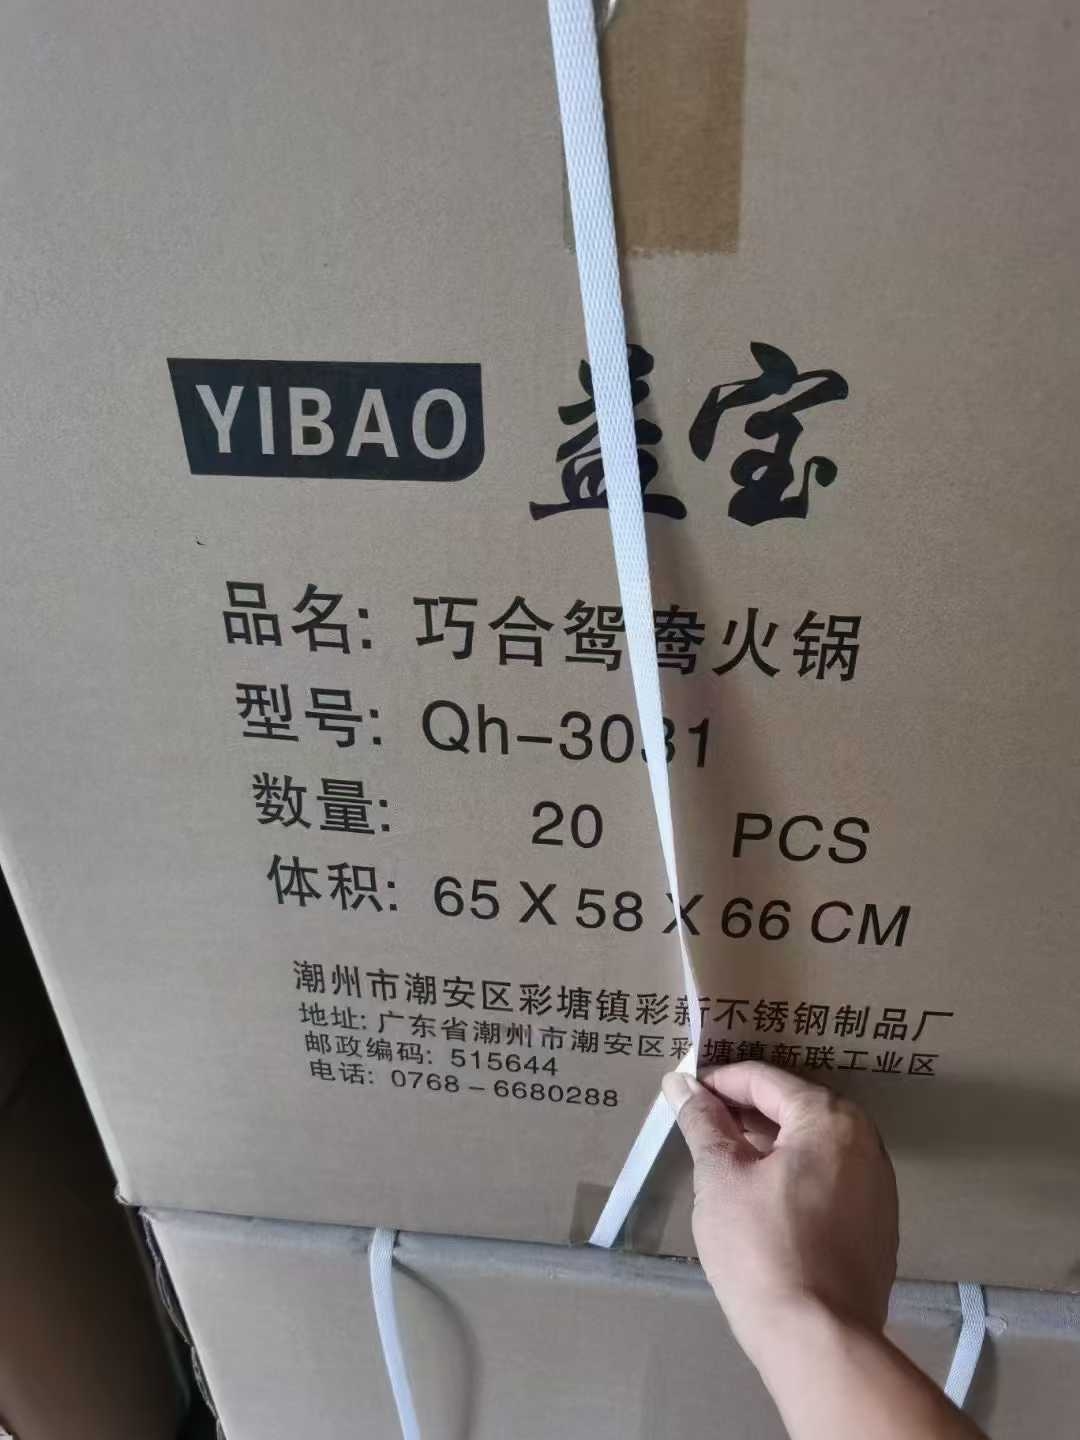 YIBAO 益宝
品名: 巧合鸳鸯火锅
型号: Qh-3031
数量: 20 PCS
体积: 65 X 58 X 66 CM
潮州市潮安区彩塘镇彩新不锈钢制品厂
地址: 广东省潮州市潮安区彩塘镇新联工业区
邮政编码: 515644
电话: 0768-6680288